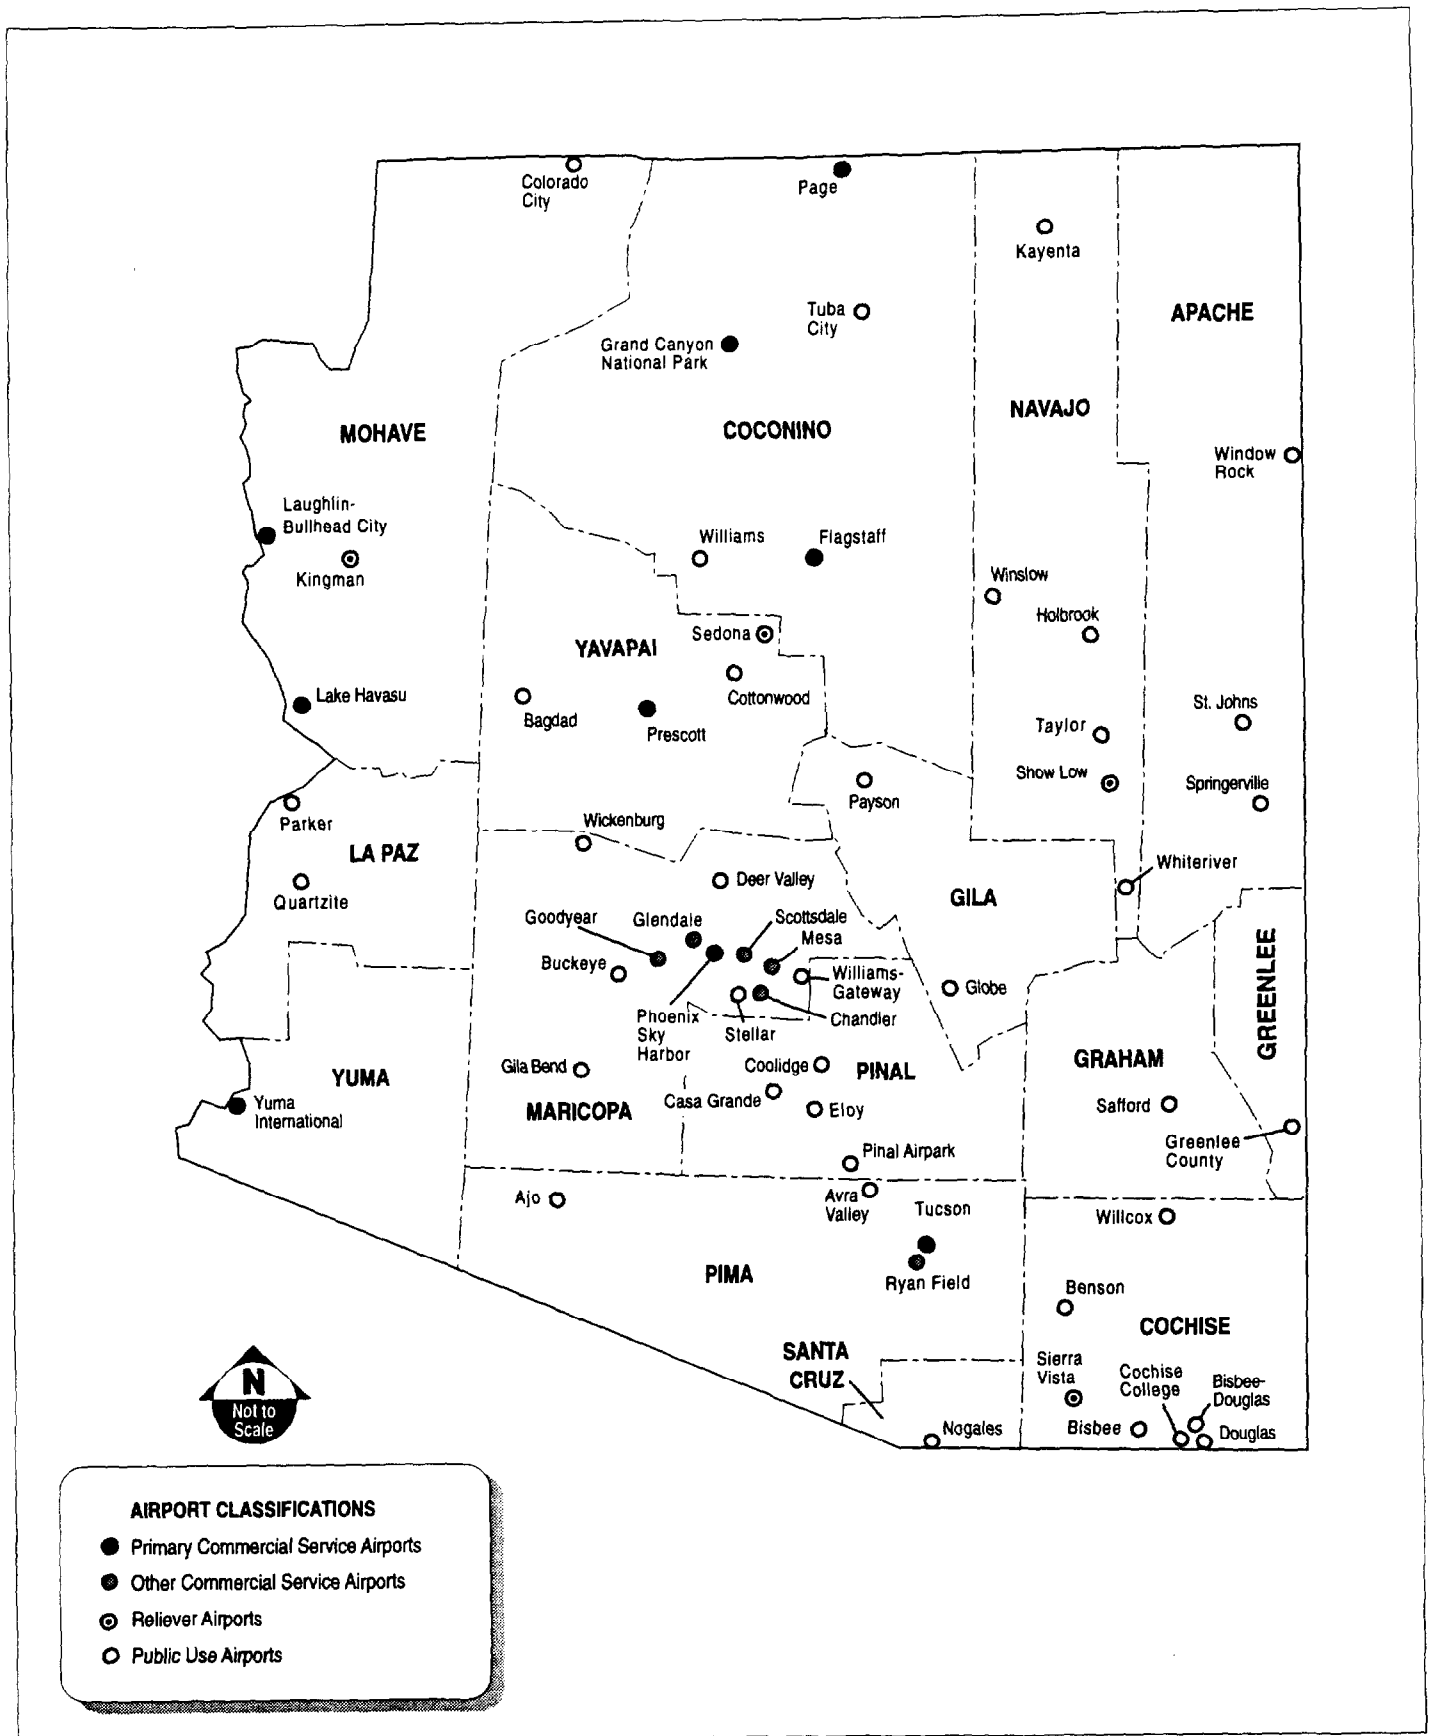 Colorado
City
Page
Kayenta
Tuba
City
APACHE
Grand Canyon
National Park
NAVAJO
MOHAVE
COCONINO
Window
Rock
Laughlin-
Bullhead City
Kingman
Williams
Flagstaff
Winslow
Holbrook
Sedona
YAVAPAI
Cottonwood
Lake Havasu
Bagdad
Prescott
St. Johns
Taylor
Show Low
Springerville
Payson
Parker
Wickenburg
LA PAZ
Whiteriver
Deer Valley
Quartzite
GILA
Goodyear
Glendale
Scottsdale
Mesa
Buckeye
Williams-
Gateway
Globe
GREENLEE
Phoenix
Sky
Harbor
Stellar
Chandler
Gila Bend
Coolidge
PINAL
GRAHAM
YUMA
Casa Grande
Eloy
Safford
MARICOPA
Yuma
International
Greenlee
County
Pinal Airpark
Ajo
Avra
Valley
Tucson
Willcox
PIMA
Ryan Field
Benson
COCHISE
SANTA
CRUZ
Sierra
Vista
Cochise
College
Bisbee-
Douglas
Nogales
Bisbee
Douglas
N
Not to
Scale
AIRPORT CLASSIFICATIONS
Primary Commercial Service Airports
Other Commercial Service Airports
Reliever Airports
Public Use Airports